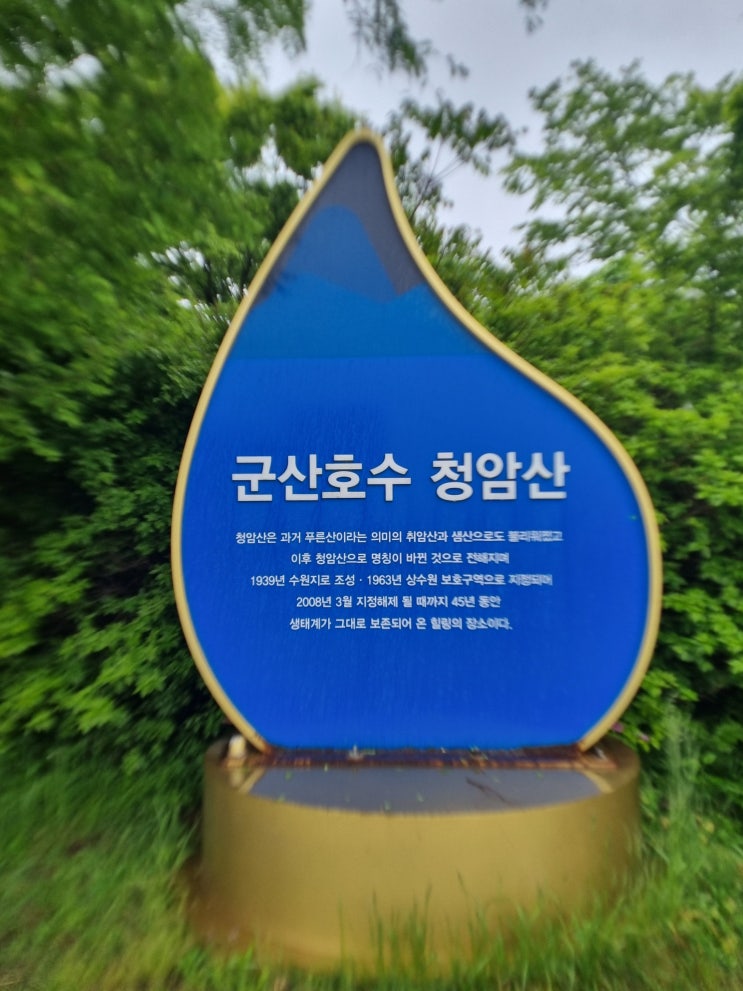 군산호수 청암산
청암산은 과거 푸른산이라는 의미의 취암산과 샘산으로도 불리워졌고
이후 청암산으로 명칭이 바뀐 것으로 전해지며
1939년 수원지로 조성 · 1963년 상수원 보호구역으로 지정되어
2008년 3월 지정해제 될 때까지 45년 동안
생태계가 그대로 보존되어 온 힐링의 장소이다.